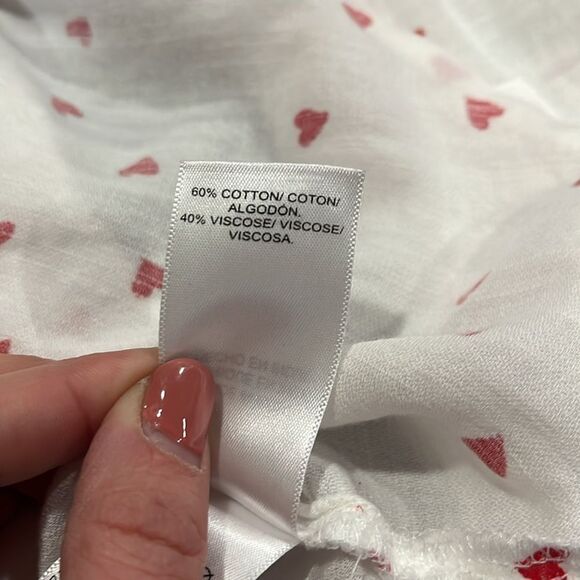 60% COTTON/ COTON/
ALGODÓN.
40% VISCOSE/ VISCOSE/
VISCOSA.